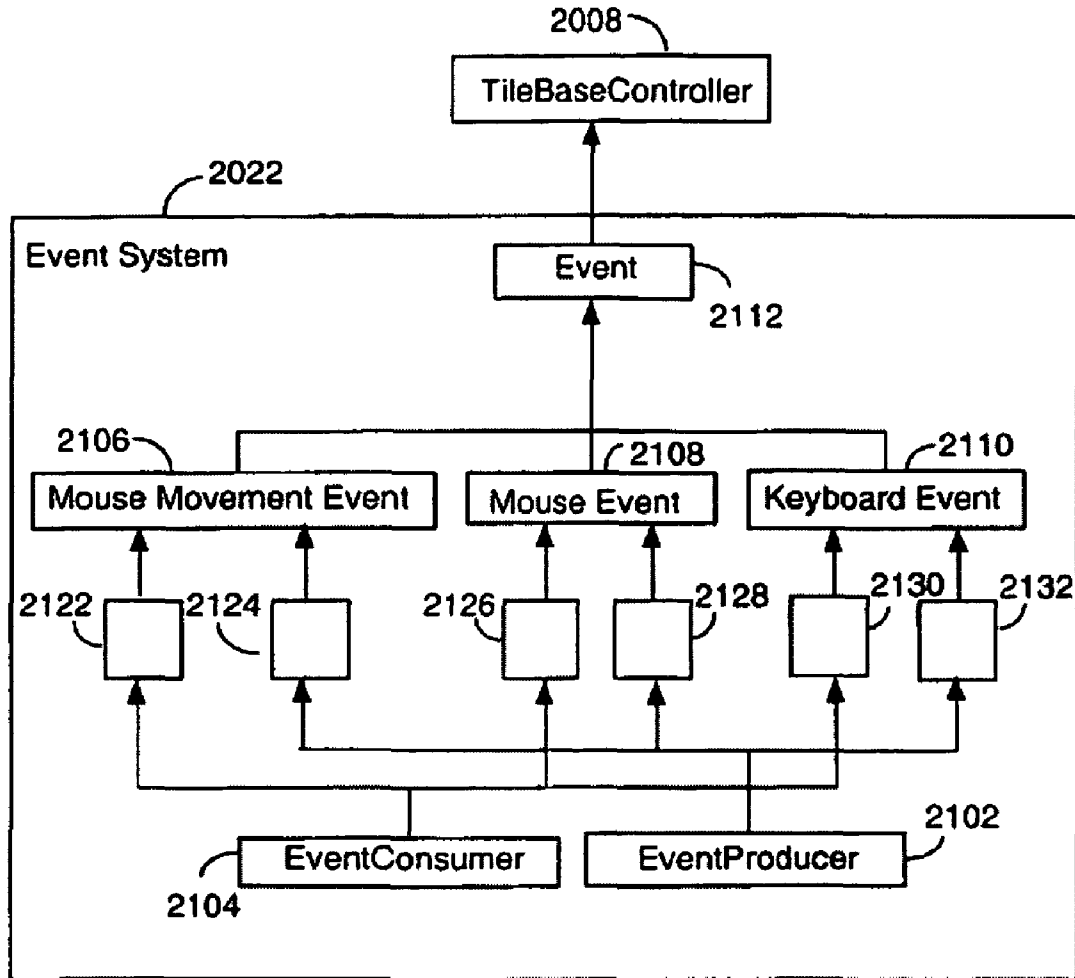 2008
TileBaseController
2022
Event System
Event
2112
2106
2108
2110
Mouse Movement Event
Mouse Event
Keyboard Event
2122
2124
2126
2128
2130
2132
EventConsumer
EventProducer
2102
2104